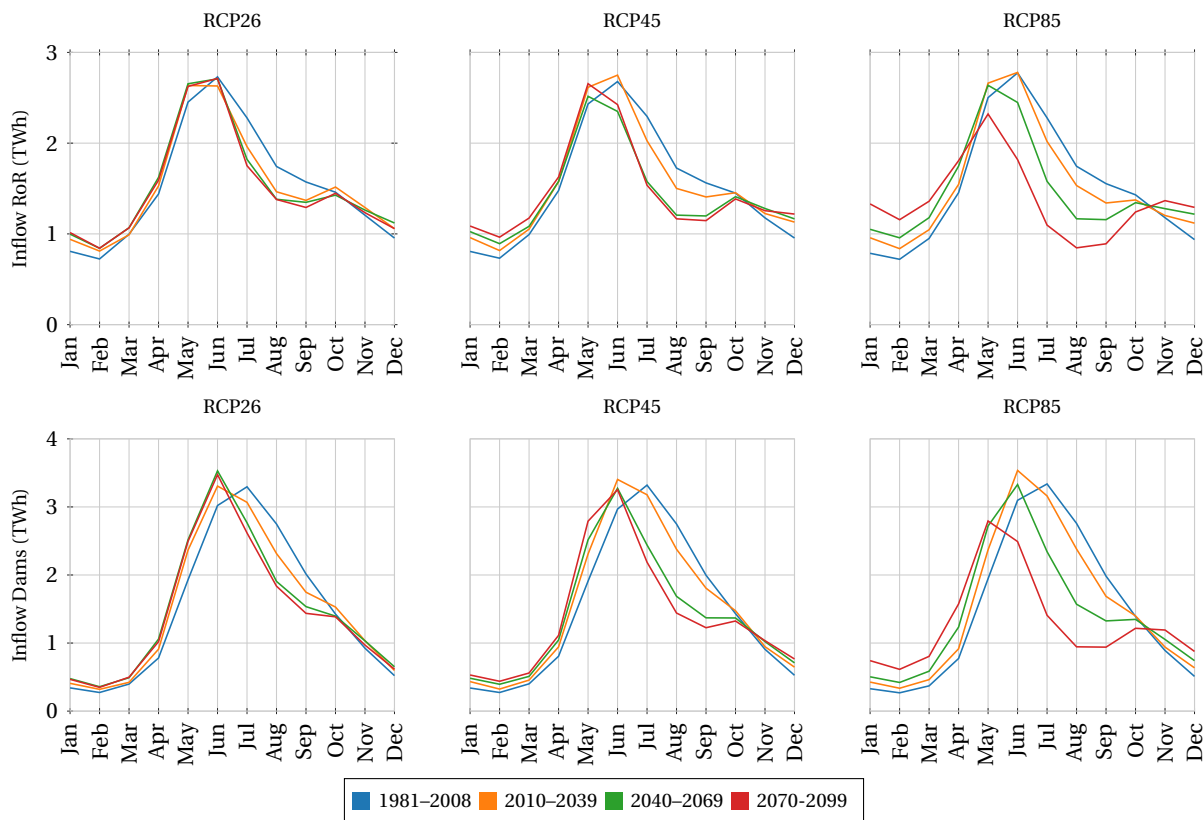 RCP26 RCP45 RCP85
Inflow RoR (TWh)
3
2
1
0
Jan Feb Mar Apr May Jun Jul Aug Sep Oct Nov Dec
Jan Feb Mar Apr May Jun Jul Aug Sep Oct Nov Dec
Jan Feb Mar Apr May Jun Jul Aug Sep Oct Nov Dec
RCP26 RCP45 RCP85
Inflow Dams (TWh)
4
3
2
1
0
Jan Feb Mar Apr May Jun Jul Aug Sep Oct Nov Dec
Jan Feb Mar Apr May Jun Jul Aug Sep Oct Nov Dec
Jan Feb Mar Apr May Jun Jul Aug Sep Oct Nov Dec
1981–2008 2010–2039 2040–2069 2070-2099